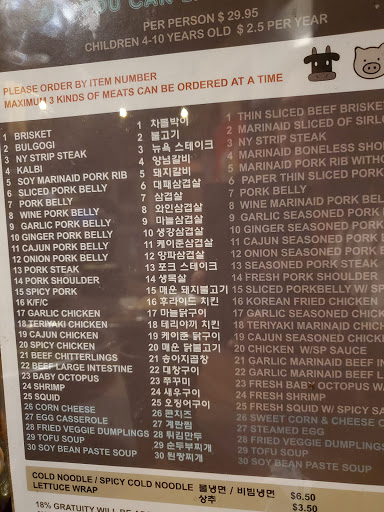 YOU CAN
PER PERSON $ 29.95
CHILDREN 4-10 YEARS OLD $ 2.5 PER YEAR
PLEASE ORDER BY ITEM NUMBER
MAXIMUM 3 KINDS OF MEATS CAN BE ORDERED AT A TIME
1 BRISKET 1 차돌박이 1 THIN SLICED BEEF BRISKE
2 BULGOGI 2 불고기 2 MARINAID SLICED OF SIRLO
3 NY STRIP STEAK 3 뉴욕 스테이크 3 NY STRIP STEAK
4 KALBI 4 양념갈비 4 MARINAID BONELESS SHO
5 SOY MARINAID PORK RIB 5 돼지갈비 5 MARINAID PORK RIB WITHO
6 SLICED PORK BELLY 6 대패삼겹살 6 PAPER THIN SLICED PORK
7 PORK BELLY 7 삼겹살 7 PORK BELLY
8 WINE PORK BELLY 8 와인삼겹살 8 WINE MARINAID PORK BEL
9 GARLIC PORK BELLY 9 마늘삼겹살 9 GARLIC SEASONED PORK
10 GINGER PORK BELLY 10 생강삼겹살 10 GINGER SEASONED PORK
11 CAJUN PORK BELLY 11 케이준삼겹살 11 CAJUN SEASONED PORK
12 ONION PORK BELLY 12 양파삼겹살 12 ONION SEASONED PORK B
13 PORK STEAK 13 포크 스테이크 13 SEASONED PORK STEAK
14 PORK SHOULDER 14 생목살 14 FRESH PORK SHOULDER
15 SPICY PORK 15 매운 돼지불고기 15 SLICED PORKBELLY W/ SP
16 K/F/C 16 후라이드 치킨 16 KOREAN FRIED CHICKEN
17 GARLIC CHICKEN 17 마늘닭구이 17 GARLIC SEASONED CHICK
18 TERIYAKI CHICKEN 18 테리야끼 치킨 18 TERIYAKI MARINAID CHICK
19 CAJUN CHICKEN 19 케이준 닭구이 19 CAJUN SEASONED CHICKE
20 SPICY CHICKEN 20 매운 닭불고기 20 CHICKEN W/SP SAUCE
21 BEEF CHITTERLINGS 21 송아지곱창 21 GARLIC MARINAID BEEF IN
22 BEEF LARGE INTESTINE 22 대창구이 22 GARLIC MARINAID BEEF L
23 BABY OCTOPUS 23 쭈꾸미 23 FRESH BABY OCTOPUS W
24 SHRIMP 24 새우구이 24 FRESH SHRIMP
25 SQUID 25 오징어구이 25 FRESH SQUID W/ SPICY SA
26 CORN CHEESE 26 콘치즈 26 SWEET CORN & CHEESE C
27 EGG CASSEROLE 27 계란찜 27 STEAMED EGG
28 FRIED VEGGIE DUMPLINGS 28 튀김만두 28 FRIED VEGGIE DUMPLINGS
29 TOFU SOUP 29 순두부찌개 29 TOFU SOUP
30 SOY BEAN PASTE SOUP 30 된장찌개 30 SOY BEAN PASTE SOUP
COLD NOODLE / SPICY COLD NOODLE 물냉면 / 비빔냉면 $6.50
LETTUCE WRAP 상추 $3.50
18% GRATUITY WILL BE